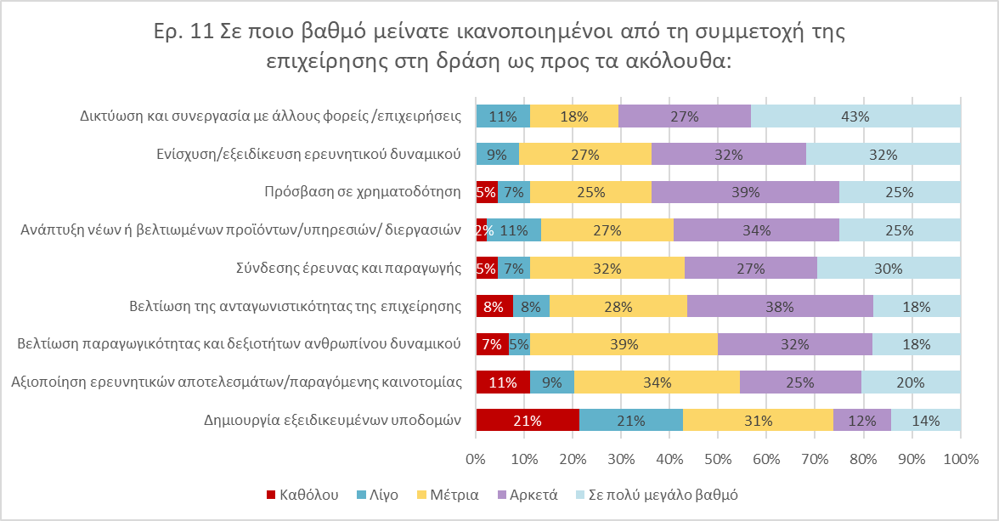 Ερ. 11 Σε ποιο βαθμό μείνατε ικανοποιημένοι από τη συμμετοχή της
επιχείρησης στη δράση ως προς τα ακόλουθα:
Δικτύωση και συνεργασία με άλλους φορείς /επιχειρήσεις 11% 18% 27% 43%
Ενίσχυση/εξειδίκευση ερευνητικού δυναμικού 9% 27% 32% 32%
Πρόσβαση σε χρηματοδότηση 5% 7% 25% 39% 25%
Ανάπτυξη νέων ή βελτιωμένων προϊόντων/υπηρεσιών/ διεργασιών 2% 11% 27% 34% 25%
Σύνδεσης έρευνας και παραγωγής 5% 7% 32% 27% 30%
Βελτίωση της ανταγωνιστικότητας της επιχείρησης 8% 8% 28% 38% 18%
Βελτίωση παραγωγικότητας και δεξιοτήτων ανθρωπίνου δυναμικού 7% 5% 39% 32% 18%
Αξιοποίηση ερευνητικών αποτελεσμάτων/παραγόμενης καινοτομίας 11% 9% 34% 25% 20%
Δημιουργία εξειδικευμένων υποδομών 21% 21% 31% 12% 14%
0% 10% 20% 30% 40% 50% 60% 70% 80% 90% 100%
Καθόλου Λίγο Μέτρια Αρκετά Σε πολύ μεγάλο βαθμό